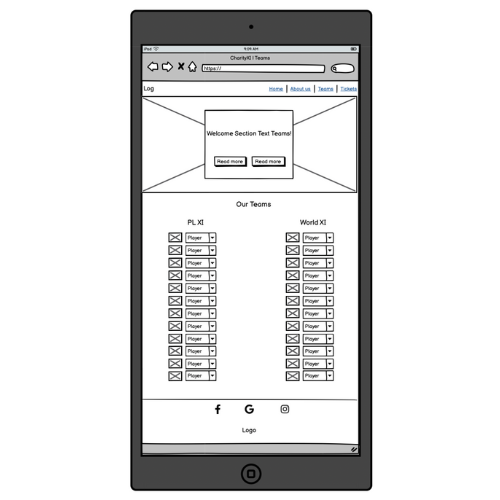 iPad 9:09 AM
CharityXI | Teams
https://
Log Home About us Teams Tickets
Welcome Section Text Teams!
Read more Read more
Our Teams
PL XI World XI
Player Player
Player Player
Player Player
Player Player
Player Player
Player Player
Player Player
Player Player
Player Player
Player Player
Player Player
Player Player
Logo